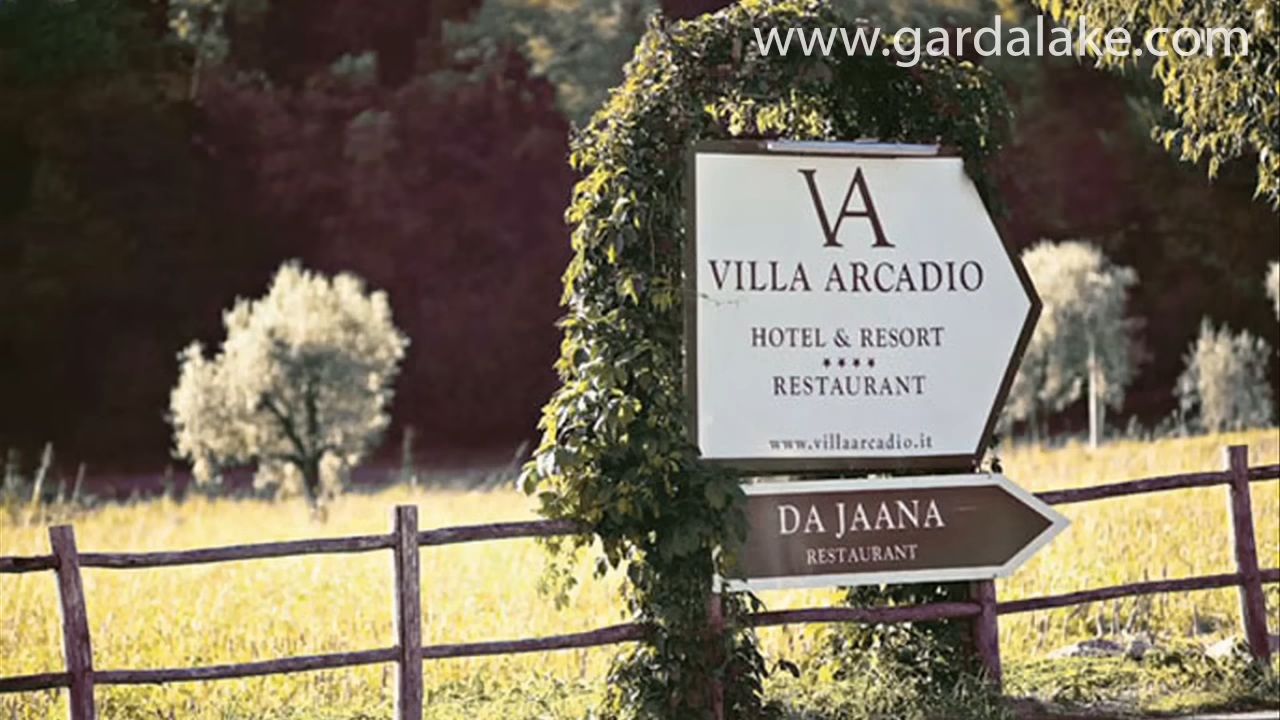 www.gardalake.com
VA
VILLA ARCADIO
HOTEL & RESORT
★★★★
RESTAURANT
www.villaarcadio.it
DA JAANA
RESTAURANT